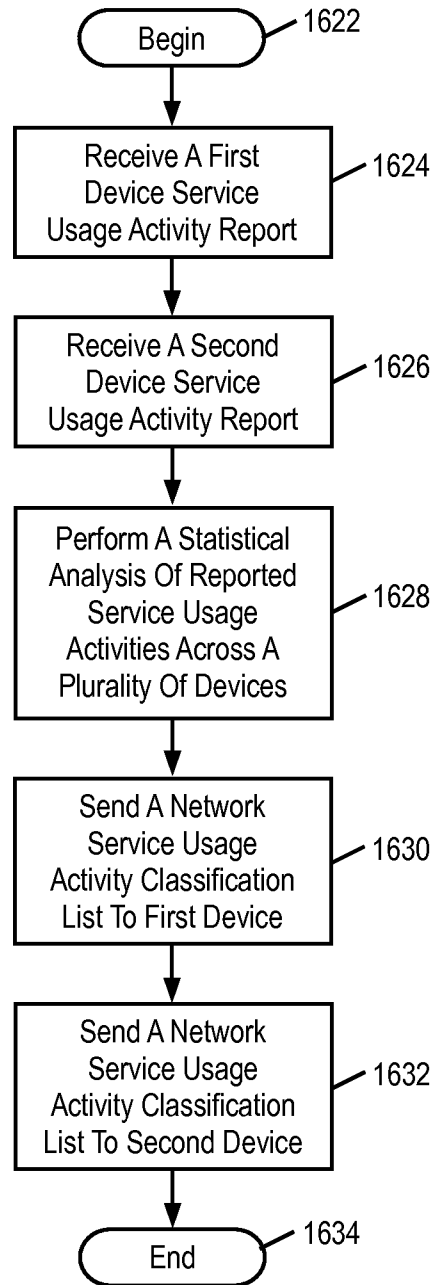 Begin
1622
Receive A First
Device Service
Usage Activity Report
1624
Receive A Second
Device Service
Usage Activity Report
1626
Perform A Statistical
Analysis Of Reported
Service Usage
Activities Across A
Plurality Of Devices
1628
Send A Network
Service Usage
Activity Classification
List To First Device
1630
Send A Network
Service Usage
Activity Classification
List To Second Device
1632
End
1634